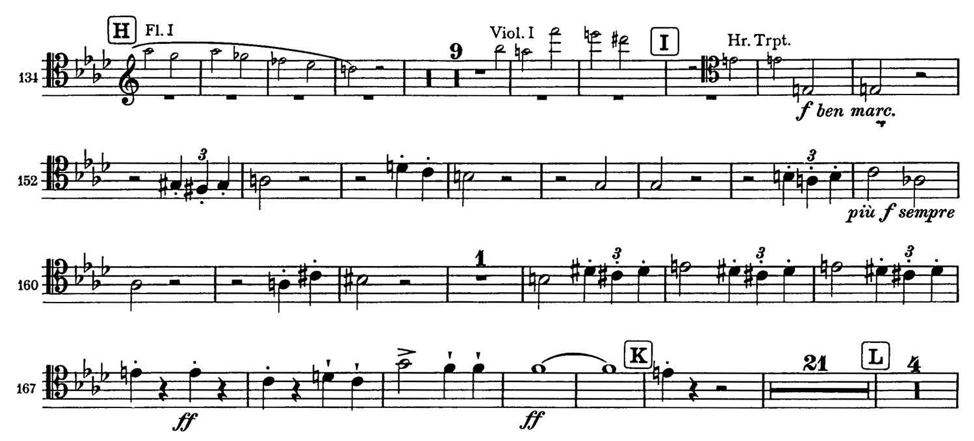 H Fl. I 9 Viol. I I Hr. Trpt.
134
f ben marc.
3 3
152
più f sempre
1 3 3 3
160
K 21 L 4
167
ff ff